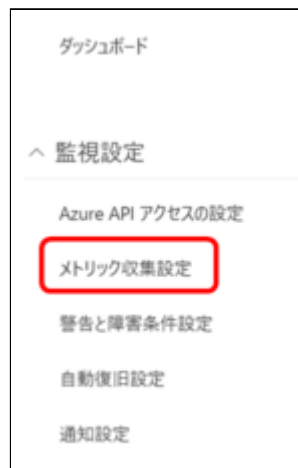 ダッシュボード
監視設定
Azure API アクセスの設定
メトリック収集設定
警告と障害条件設定
自動復旧設定
通知設定